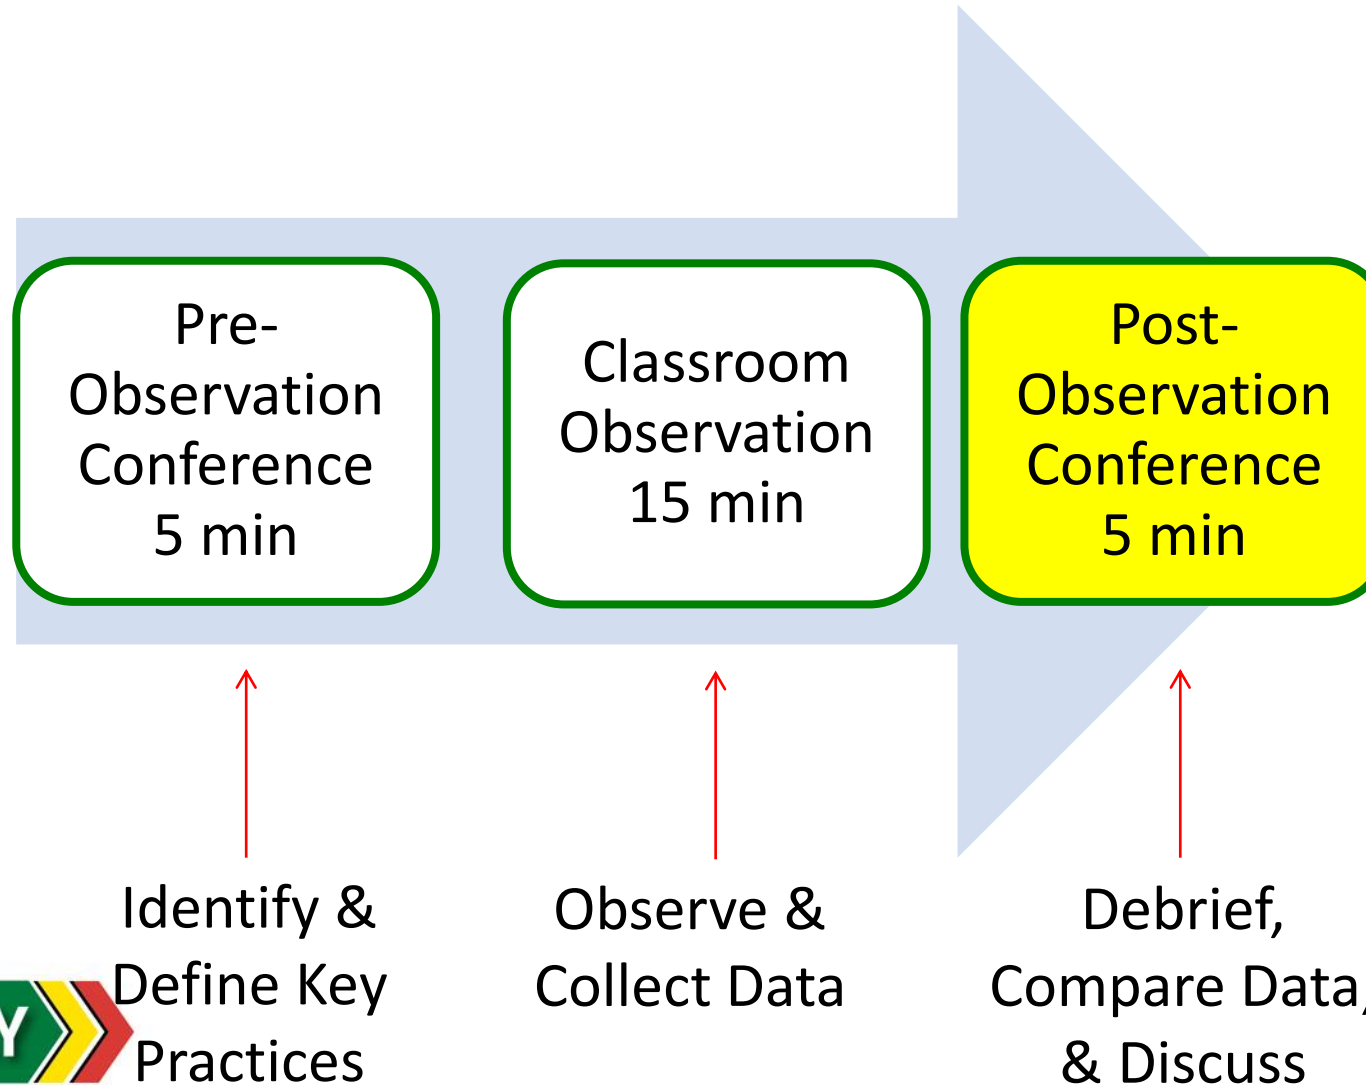 Pre-
Observation
Conference
5 min
Classroom
Observation
15 min
Post-
Observation
Conference
5 min
Identify &
Define Key
Practices
Observe &
Collect Data
Debrief,
Compare Data,
& Discuss
Y